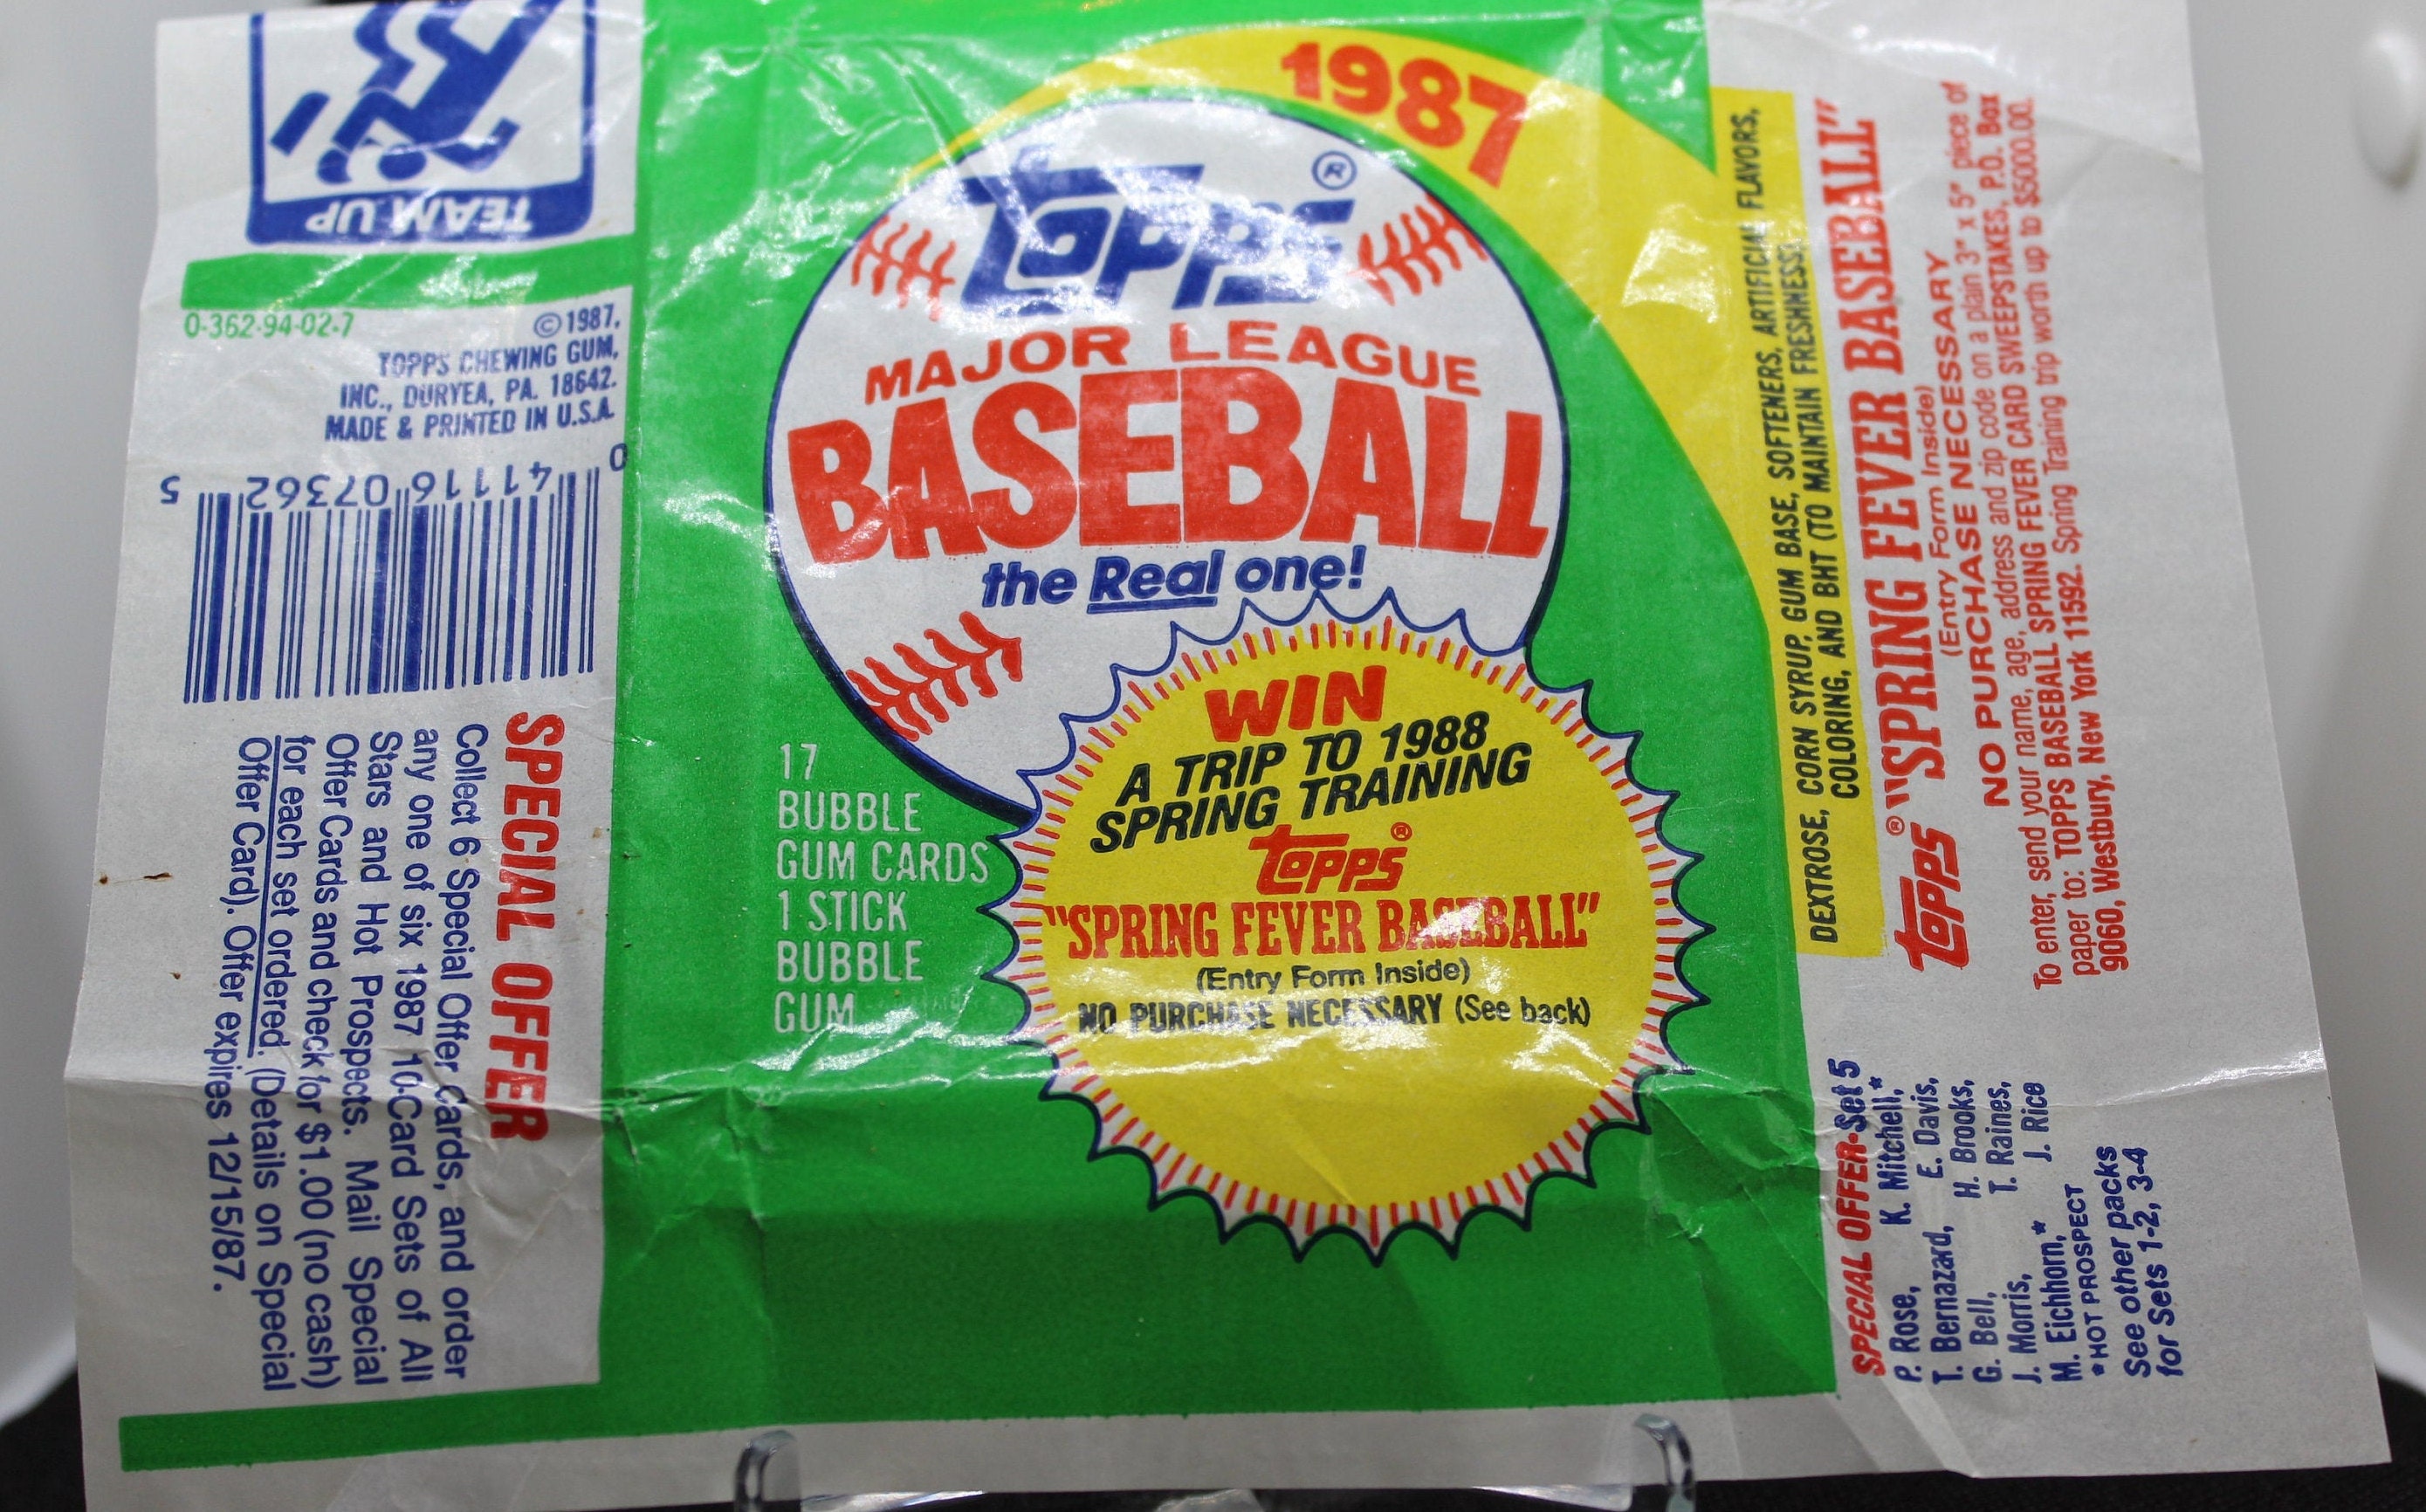 TEAM UP
0-362-94-02-7
©1987,
TOPPS CHEWING GUM,
INC., DURYEA, PA. 18642.
MADE & PRINTED IN U.S.A.
0 41116 07362 5
SPECIAL OFFER
Collect 6 Special Offer Cards, and order
any one of six 1987 10-Card Sets of All
Stars and Hot Prospects. Mail Special
Offer Cards and check for $1.00 (no cash)
for each set ordered. (Details on Special
Offer Card). Offer expires 12/15/87.
1987
Topps®
MAJOR LEAGUE
BASEBALL
the Real one!
17
BUBBLE
GUM CARDS
1 STICK
BUBBLE
GUM
WIN
A TRIP TO 1988
SPRING TRAINING
Topps®
"SPRING FEVER BASEBALL"
(Entry Form Inside)
NO PURCHASE NECESSARY (See back)
DEXTROSE, CORN SYRUP, GUM BASE, SOFTENERS, ARTIFICIAL FLAVORS,
COLORING, AND BHT (TO MAINTAIN FRESHNESS).
Topps® "SPRING FEVER BASEBALL"
(Entry Form Inside)
NO PURCHASE NECESSARY
To enter, send your name, age, address and zip code on a plain 3" x 5" piece of
paper to: TOPPS BASEBALL SPRING FEVER CARD SWEEPSTAKES, P.O. Box
9060, Westbury, New York 11592. Spring Training trip worth up to $5000.00.
SPECIAL OFFER-Set 5
P. Rose, K. Mitchell,*
T. Bernazard, E. Davis,
G. Bell, H. Brooks,
J. Morris, T. Raines,
M. Eichhorn,* J. Rice
*HOT PROSPECT
See other packs
for Sets 1-2, 3-4